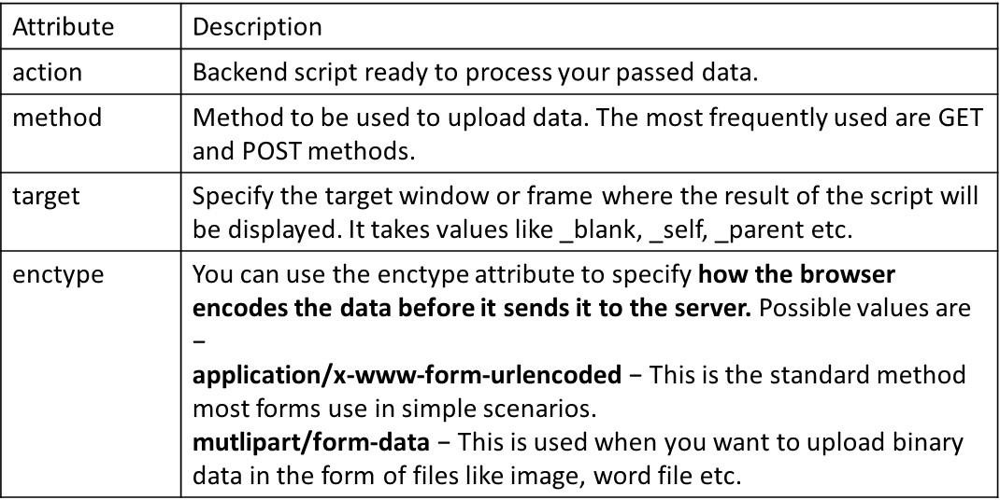 Attribute
Description
action
Backend script ready to process your passed data.
method
Method to be used to upload data. The most frequently used are GET
and POST methods.
target
Specify the target window or frame where the result of the script will
be displayed. It takes values like _blank, _self, _parent etc.
enctype
You can use the enctype attribute to specify how the browser
encodes the data before it sends it to the server. Possible values are
−
application/x-www-form-urlencoded − This is the standard method
most forms use in simple scenarios.
mutlipart/form-data − This is used when you want to upload binary
data in the form of files like image, word file etc.